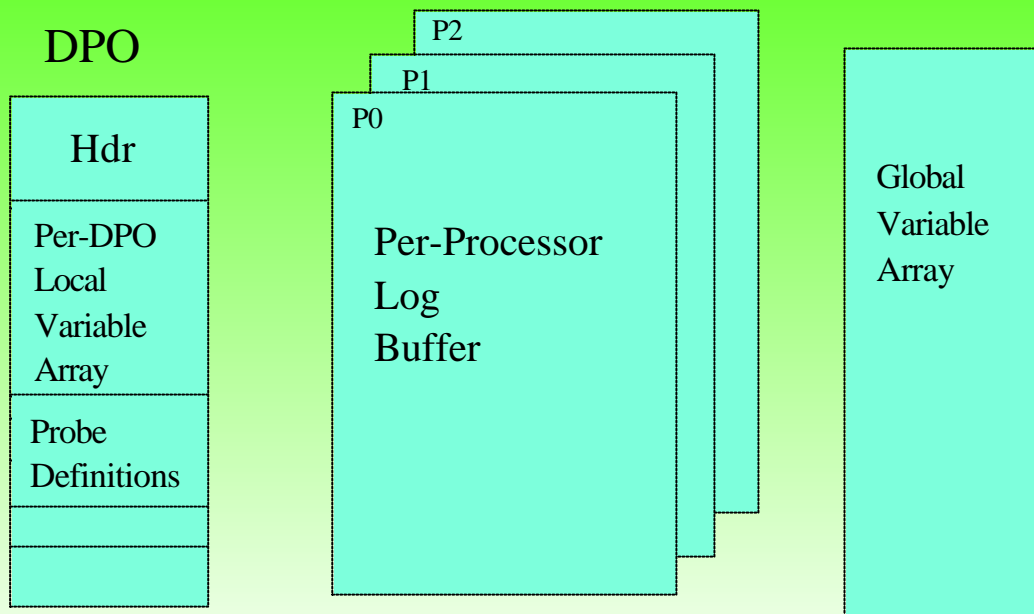 DPO
Hdr
Per-DPO
Local
Variable
Array
Probe
Definitions
P2
P1
P0
Per-Processor
Log
Buffer
Global
Variable
Array